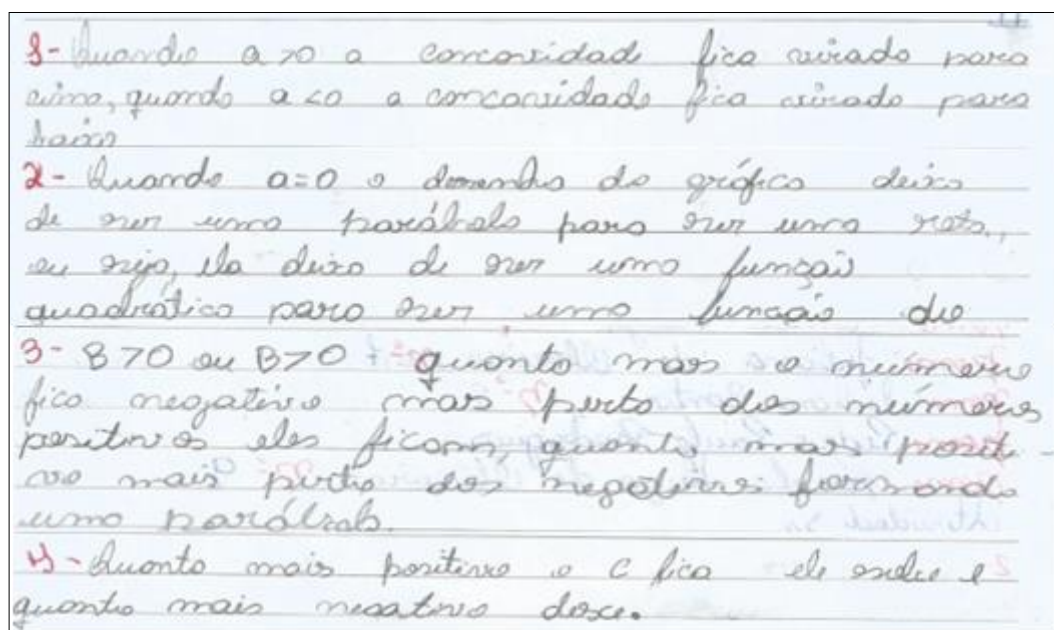 1- Quando a >0 a concavidade fica virado para
cima, quando a <0 a concavidade fica virado para
baixo
2- Quando a=0 o desenho do gráfico deixa
de ser uma parábola para ser uma reta,
ou seja, ela deixa de ser uma função
quadrática para ser uma função do
3- B >0 ou B>0 quanto mas o número
fica negativo mas perto dos números
positivos eles ficam, quanto mas positi
vo mais perto dos negativos formando
uma parábola.
4- Quanto mais positivo o C fica ele sobe e
quanto mais negativo desce.